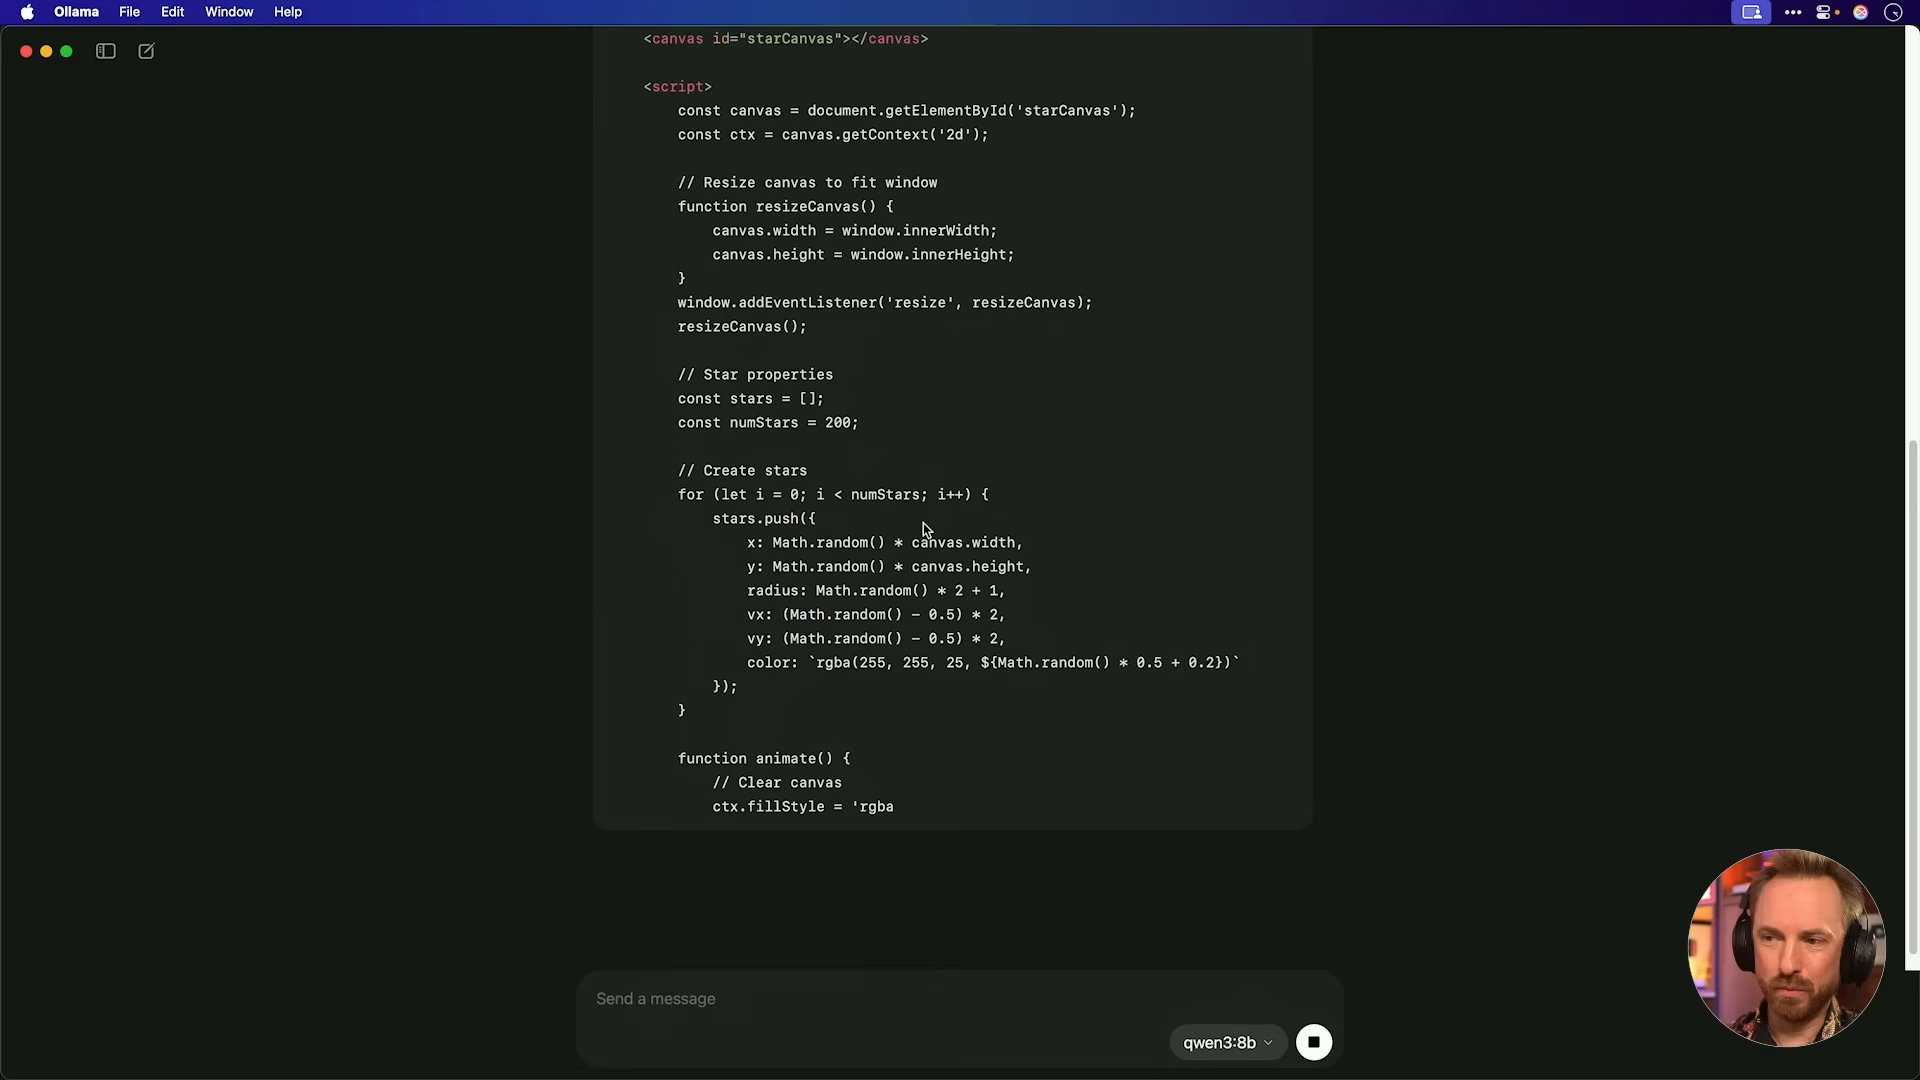 Ollama File Edit Window Help
<canvas id="starCanvas"></canvas>
<script>
const canvas = document.getElementById('starCanvas');
const ctx = canvas.getContext('2d');
// Resize canvas to fit window
function resizeCanvas() {
canvas.width = window.innerWidth;
canvas.height = window.innerHeight;
}
window.addEventListener('resize', resizeCanvas);
resizeCanvas();
// Star properties
const stars = [];
const numStars = 200;
// Create stars
for (let i = 0; i < numStars; i++) {
stars.push({
x: Math.random() * canvas.width,
y: Math.random() * canvas.height,
radius: Math.random() * 2 + 1,
vx: (Math.random() - 0.5) * 2,
vy: (Math.random() - 0.5) * 2,
color: `rgba(255, 255, 25, ${Math.random() * 0.5 + 0.2})`
});
}
function animate() {
// Clear canvas
ctx.fillStyle = 'rgba
Send a message
qwen3:8b